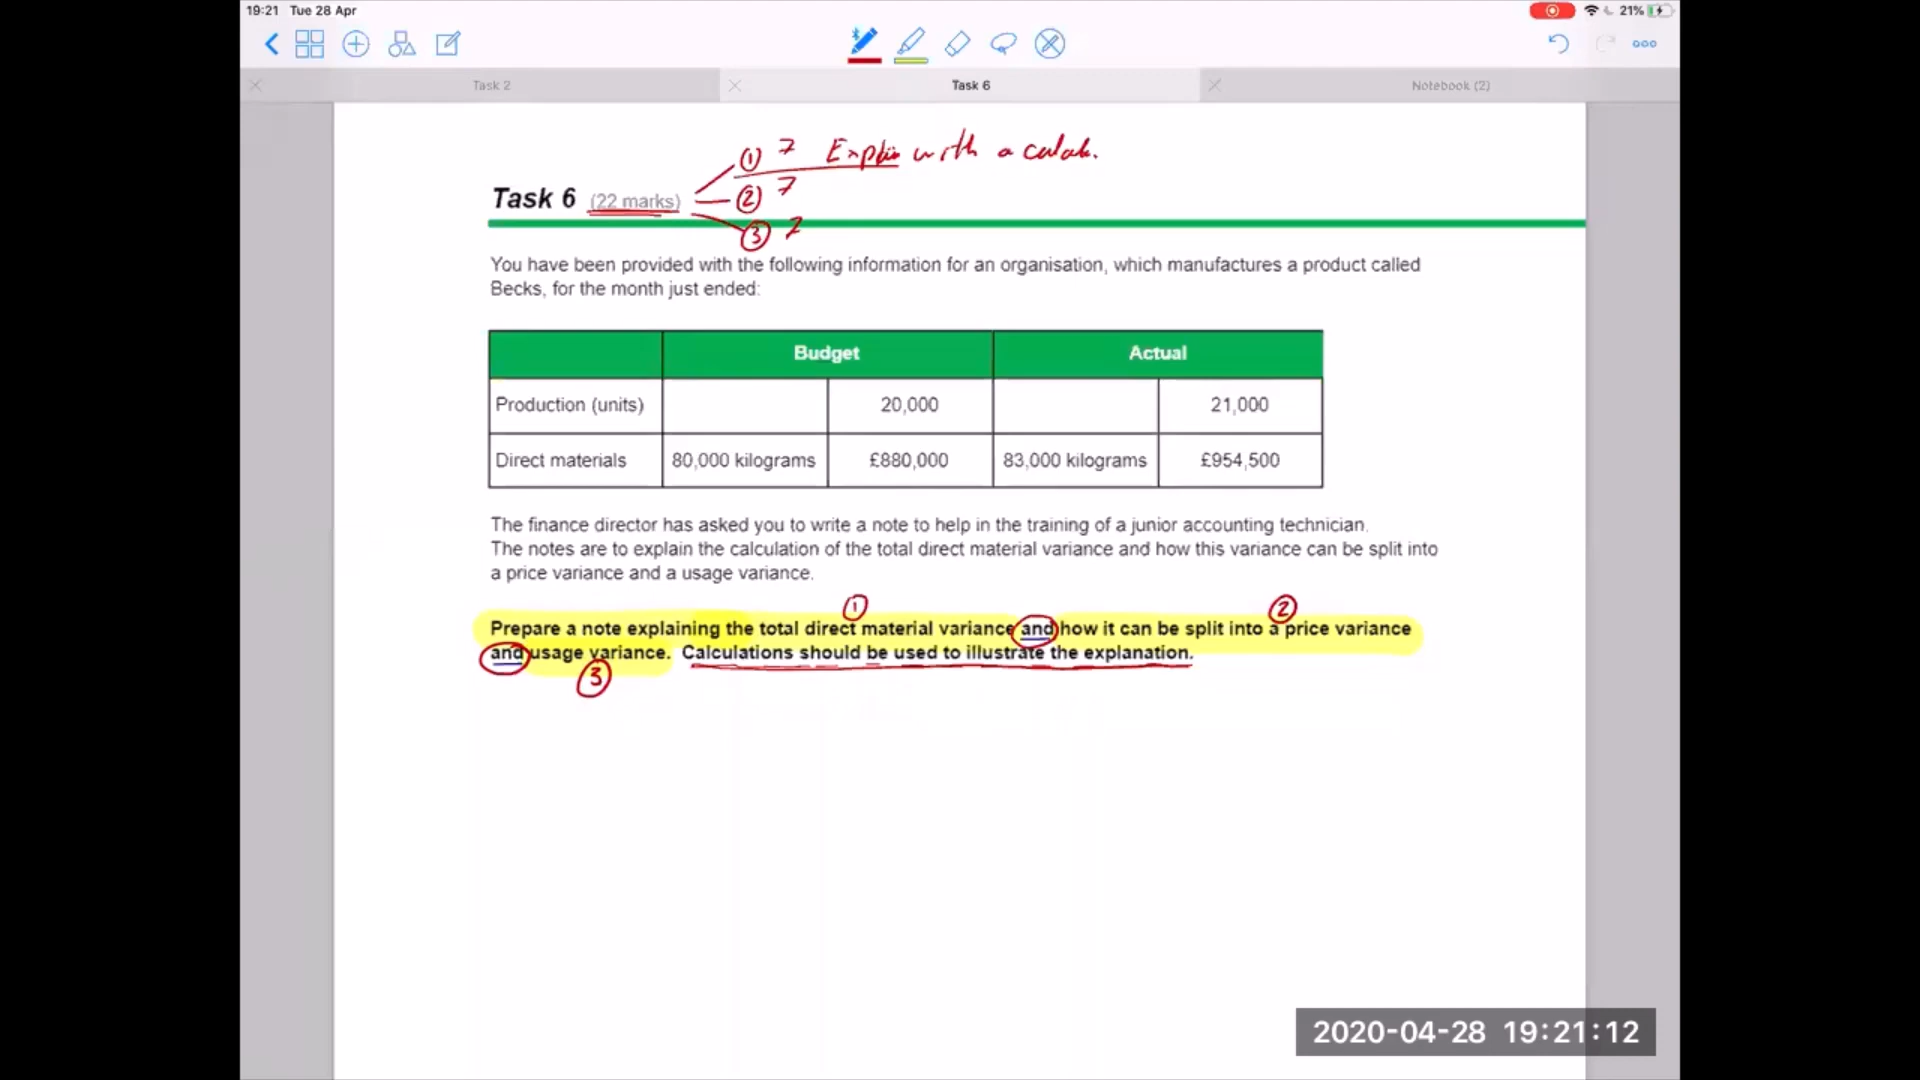 19:21 Tue 28 Apr
21%
Task 2
Task 6
Notebook (2)
① 7 Explain with a calculn.
Task 6 (22 marks)
② 7
③ 7
You have been provided with the following information for an organisation, which manufactures a product called
Becks, for the month just ended:
Budget Actual
Production (units) 20,000 21,000
Direct materials 80,000 kilograms £880,000 83,000 kilograms £954,500
The finance director has asked you to write a note to help in the training of a junior accounting technician.
The notes are to explain the calculation of the total direct material variance and how this variance can be split into
a price variance and a usage variance.
① ②
Prepare a note explaining the total direct material variance and how it can be split into a price variance
and usage variance. Calculations should be used to illustrate the explanation.
③
2020-04-28 19:21:12